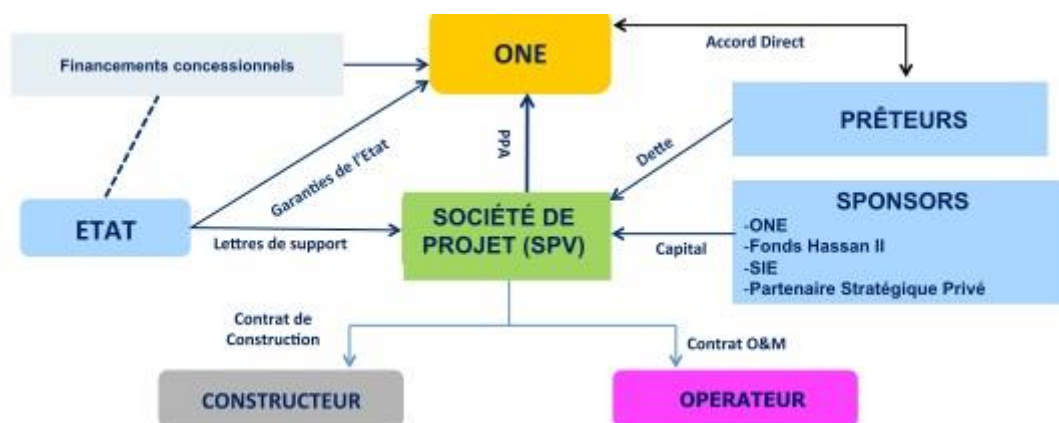 ONE
Accord Direct
Financements concessionnels
PRÊTEURS
PPA
Dette
Garanties de l'Etat
ETAT
Lettres de support
SOCIÉTÉ DE
PROJET (SPV)
Capital
SPONSORS
-ONE
-Fonds Hassan II
-SIE
-Partenaire Stratégique Privé
Contrat de
Construction
Contrat O&M
CONSTRUCTEUR
OPERATEUR